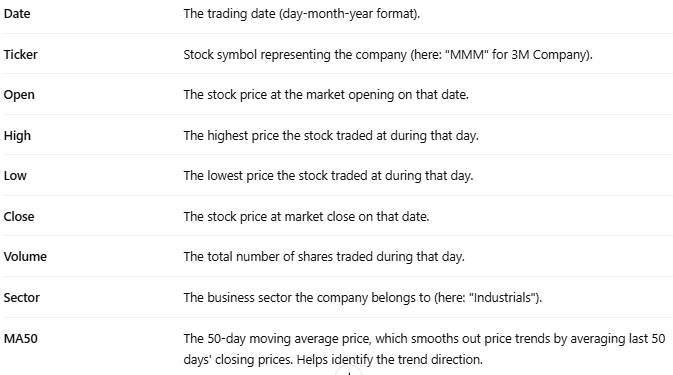 Date The trading date (day-month-year format).
Ticker Stock symbol representing the company (here: "MMM" for 3M Company).
Open The stock price at the market opening on that date.
High The highest price the stock traded at during that day.
Low The lowest price the stock traded at during that day.
Close The stock price at market close on that date.
Volume The total number of shares traded during that day.
Sector The business sector the company belongs to (here: "Industrials").
MA50 The 50-day moving average price, which smooths out price trends by averaging last 50
days' closing prices. Helps identify the trend direction.